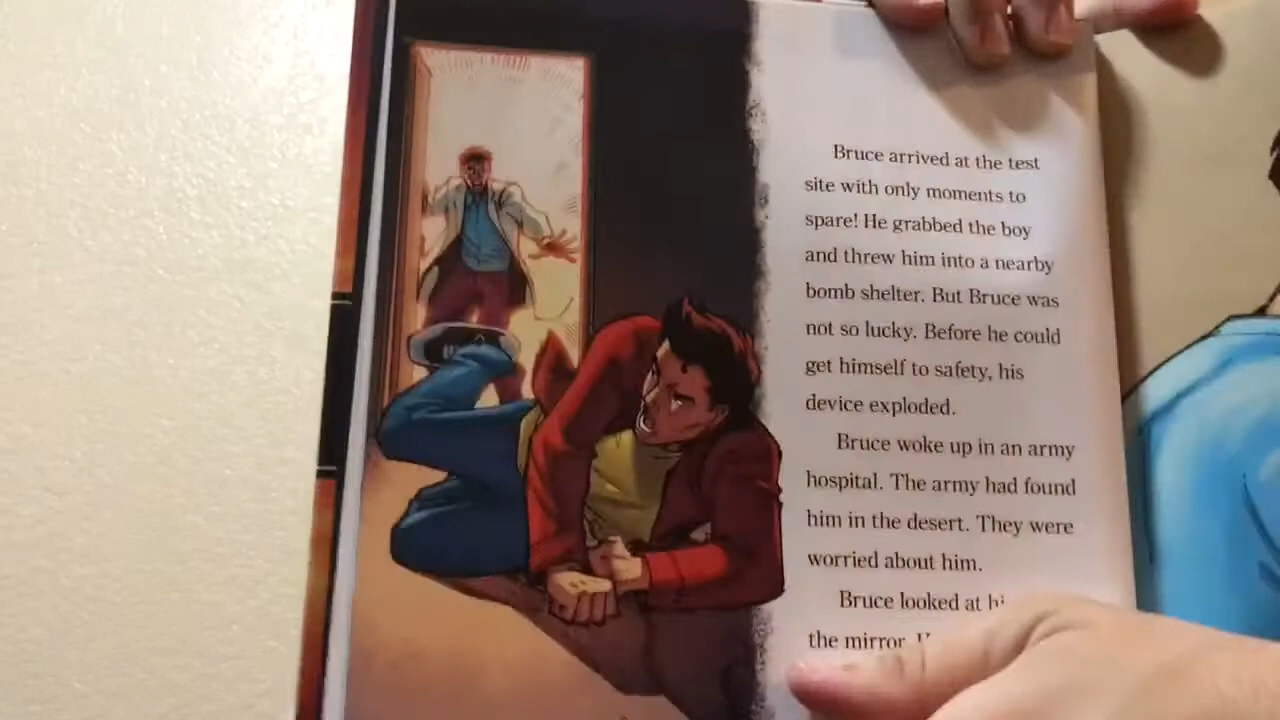 Bruce arrived at the test
site with only moments to
spare! He grabbed the boy
and threw him into a nearby
bomb shelter. But Bruce was
not so lucky. Before he could
get himself to safety, his
device exploded.
Bruce woke up in an army
hospital. The army had found
him in the desert. They were
worried about him.
Bruce looked at
the mirror.